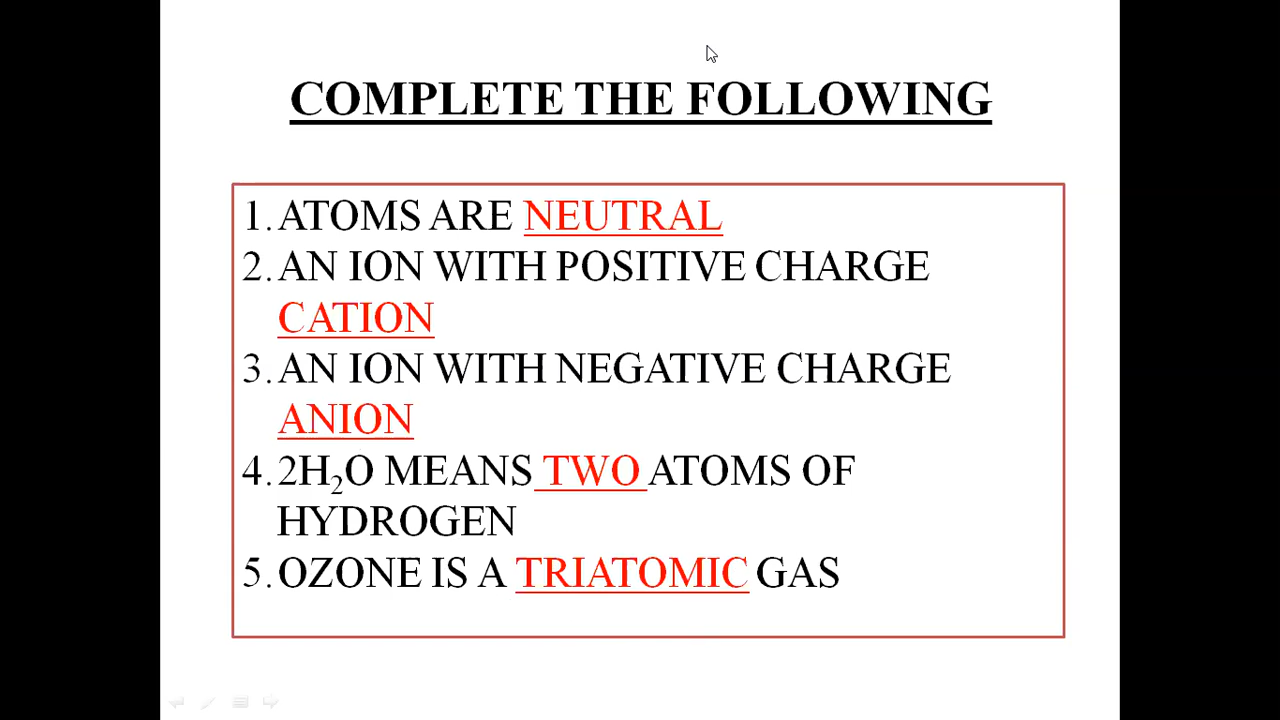 COMPLETE THE FOLLOWING
1. ATOMS ARE NEUTRAL
2. AN ION WITH POSITIVE CHARGE
CATION
3. AN ION WITH NEGATIVE CHARGE
ANION
4. 2H₂O MEANS TWO ATOMS OF
HYDROGEN
5. OZONE IS A TRIATOMIC GAS